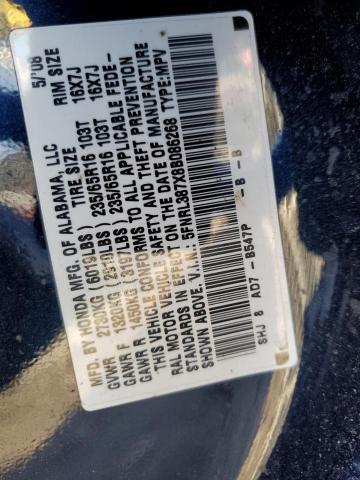 MFD. BY HONDA MFG. OF ALABAMA, LLC 5/'08
TIRE SIZE RIM SIZE
GVWR 2730KG (6019LBS)
GAWR F 1320KG (2910LBS) 235/65R16 103T 16X7J
GAWR R 1450KG (3197LBS) 235/65R16 103T 16X7J
THIS VEHICLE CONFORMS TO ALL APPLICABLE FEDE-
RAL MOTOR VEHICLE SAFETY AND THEFT PREVENTION
STANDARDS IN EFFECT ON THE DATE OF MANUFACTURE
SHOWN ABOVE. V.I.N.: 5FNRL387X8B086268 TYPE:MPV
SHJ 8 AD7 - B547P - B - B